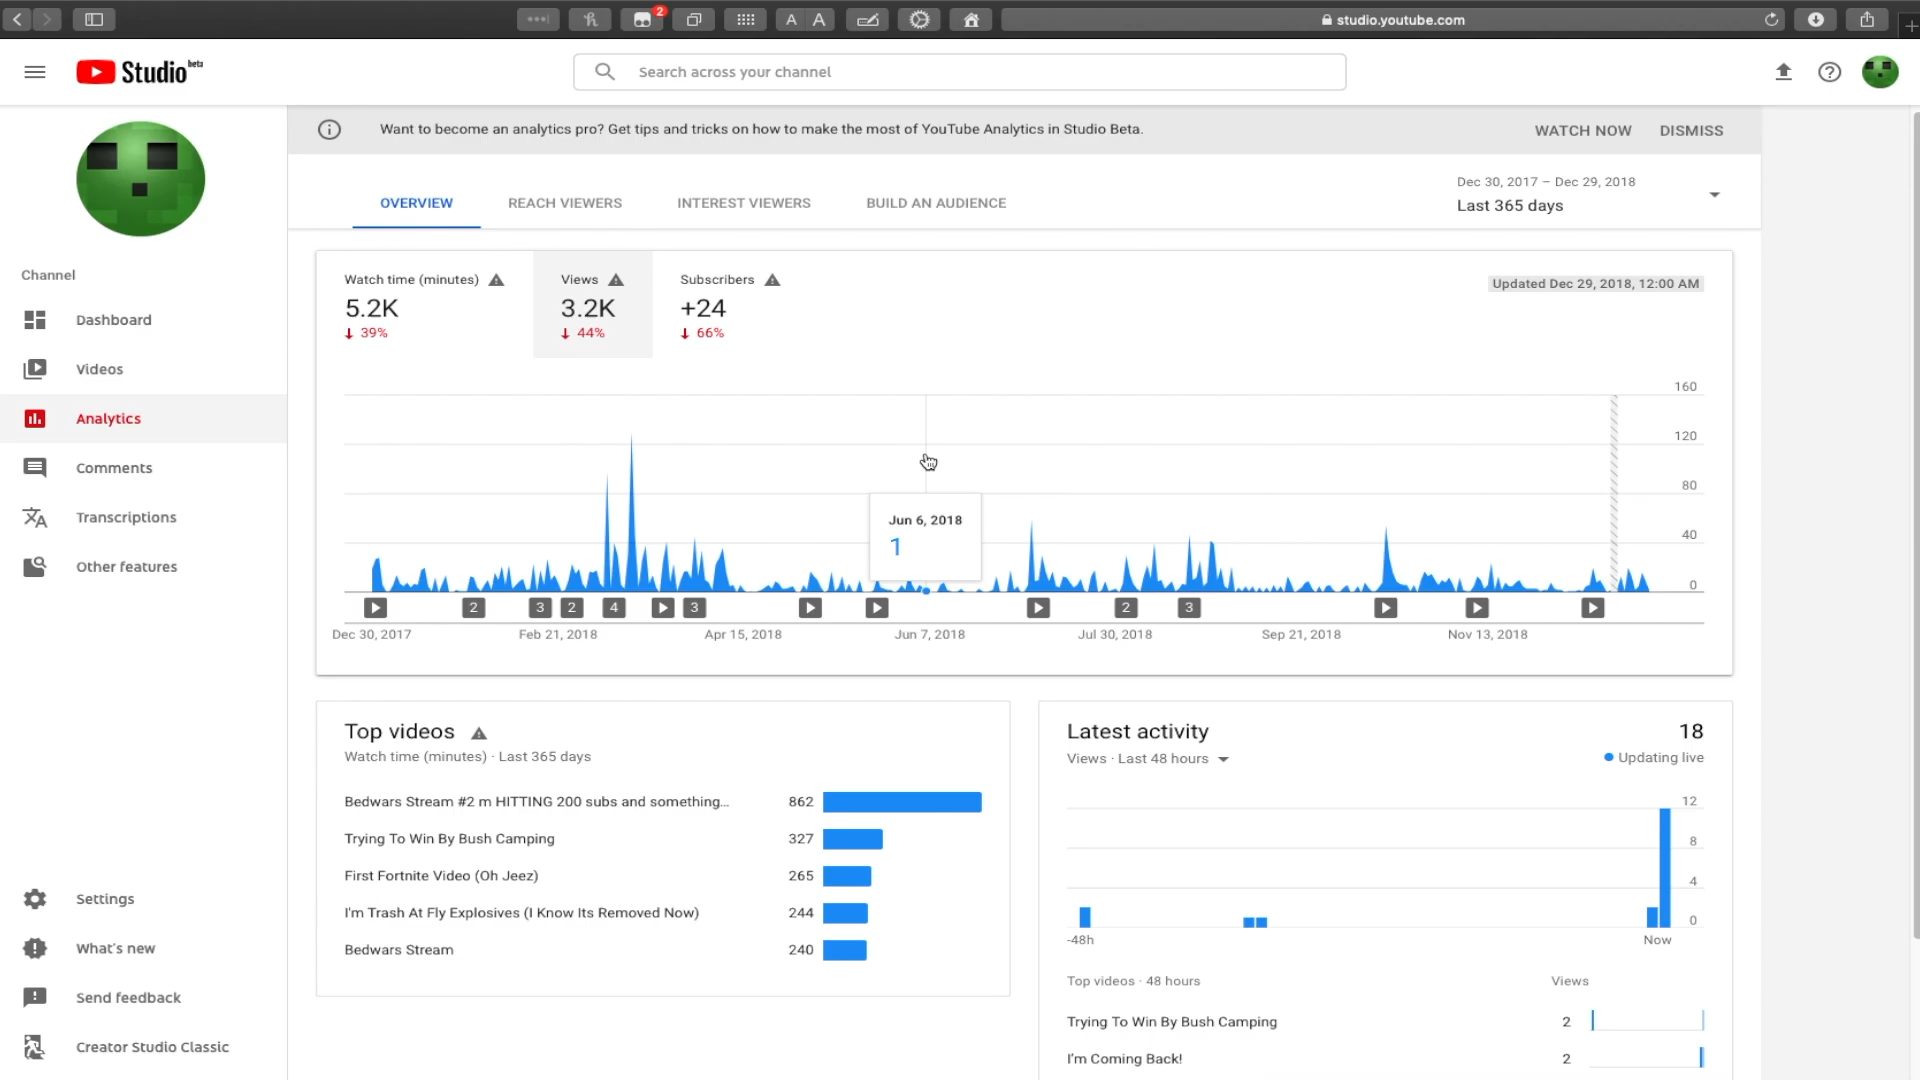 2
A A
studio.youtube.com
Studio beta
Search across your channel
Want to become an analytics pro? Get tips and tricks on how to make the most of YouTube Analytics in Studio Beta.
WATCH NOW
DISMISS
OVERVIEW
REACH VIEWERS
INTEREST VIEWERS
BUILD AN AUDIENCE
Dec 30, 2017 – Dec 29, 2018
Last 365 days
Channel
Dashboard
Videos
Analytics
Comments
Transcriptions
Other features
Settings
What's new
Send feedback
Creator Studio Classic
Watch time (minutes)
5.2K
39%
Views
3.2K
44%
Subscribers
+24
66%
Updated Dec 29, 2018, 12:00 AM
160
120
80
40
0
Jun 6, 2018
1
2
3
2
4
3
2
3
Dec 30, 2017
Feb 21, 2018
Apr 15, 2018
Jun 7, 2018
Jul 30, 2018
Sep 21, 2018
Nov 13, 2018
Top videos
Watch time (minutes) · Last 365 days
Bedwars Stream #2 m HITTING 200 subs and something... 862
Trying To Win By Bush Camping 327
First Fortnite Video (Oh Jeez) 265
I'm Trash At Fly Explosives (I Know Its Removed Now) 244
Bedwars Stream 240
Latest activity
18
Views · Last 48 hours
Updating live
12
8
4
0
-48h
Now
Top videos · 48 hours
Views
Trying To Win By Bush Camping 2
I'm Coming Back! 2